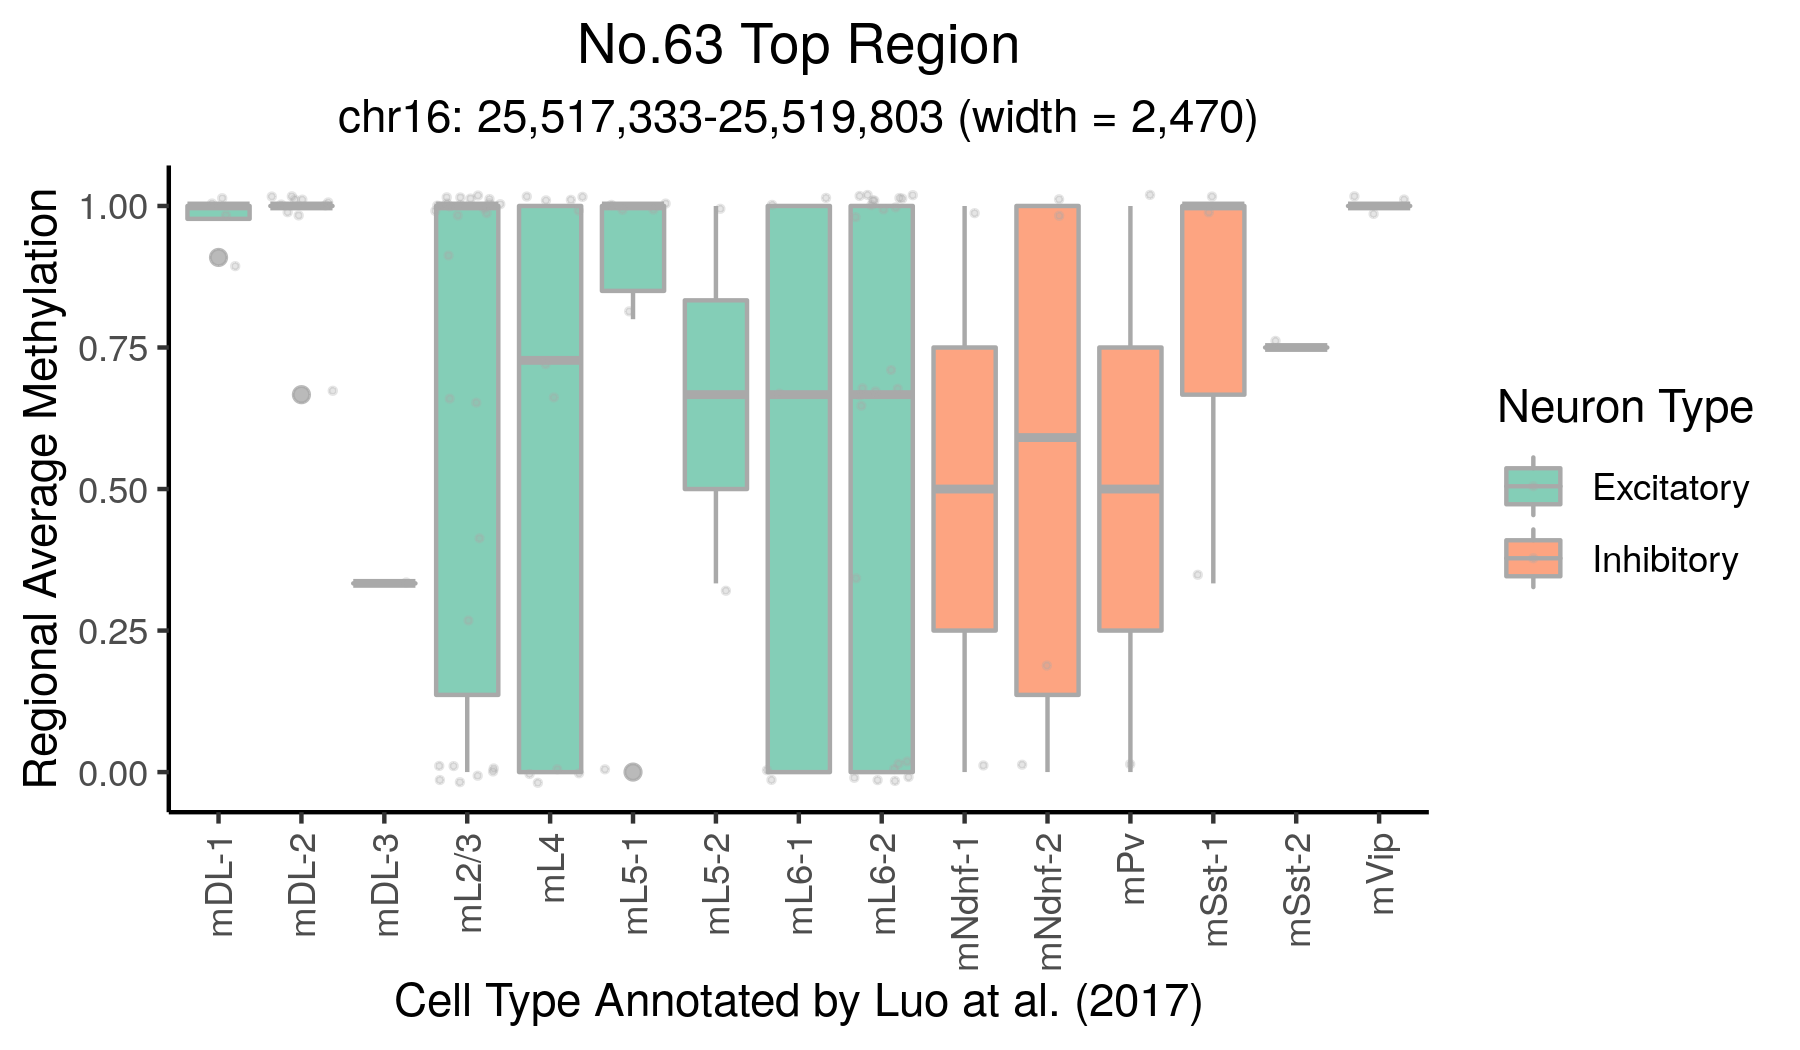 No.63 Top Region
chr16: 25,517,333-25,519,803 (width = 2,470)
Regional Average Methylation
1.00
0.75
0.50
0.25
0.00
mDL-1
mDL-2
mDL-3
mL2/3
mL4
mL5-1
mL5-2
mL6-1
mL6-2
mNdnf-1
mNdnf-2
mPv
mSst-1
mSst-2
mVip
Cell Type Annotated by Luo at al. (2017)
Neuron Type
Excitatory
Inhibitory